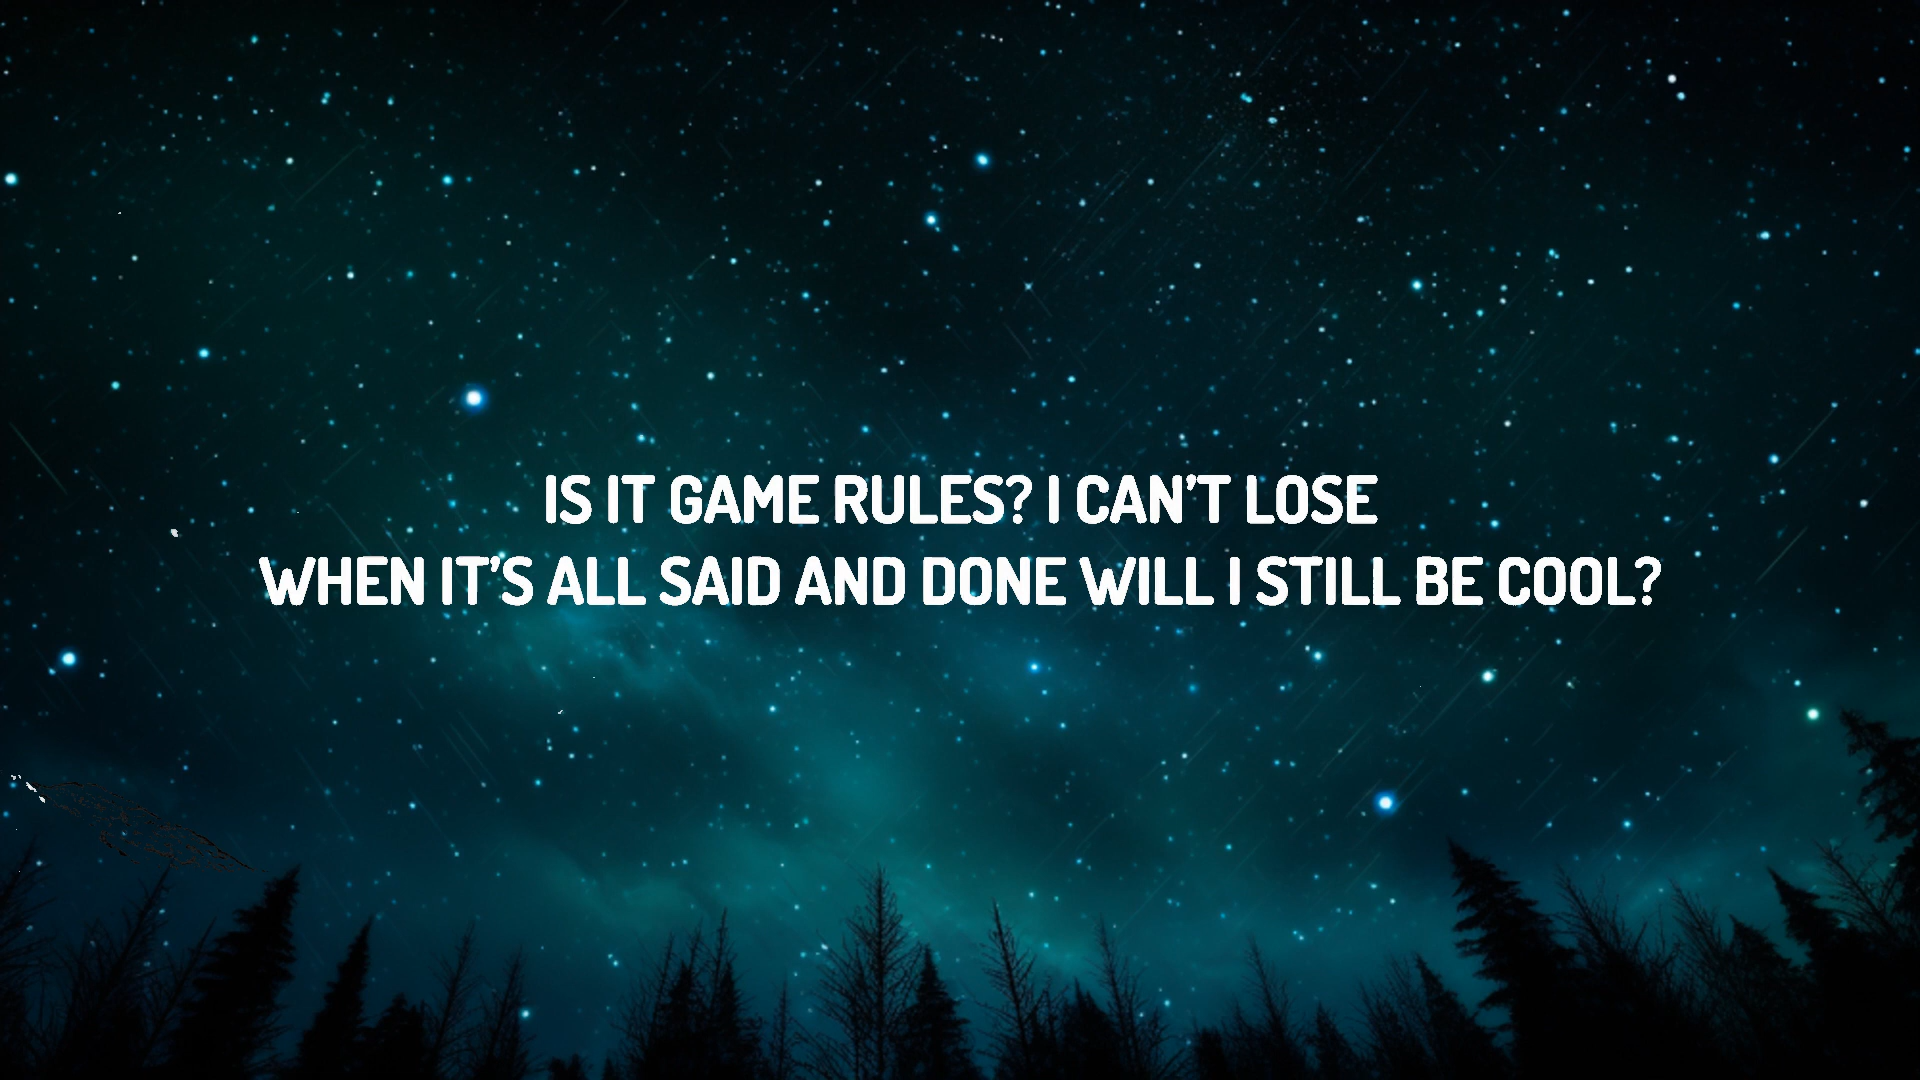 IS IT GAME RULES? I CAN'T LOSE
WHEN IT'S ALL SAID AND DONE WILL I STILL BE COOL?